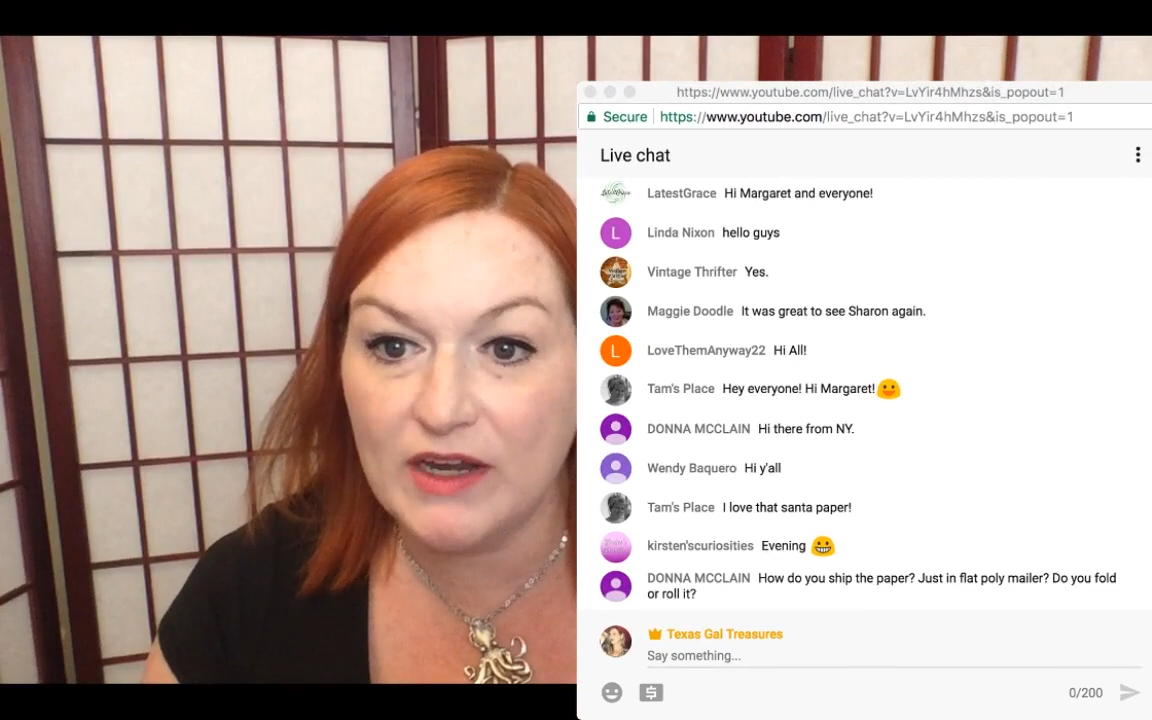 https://www.youtube.com/live_chat?v=LvYir4hMhzs&is_popout=1
Secure https://www.youtube.com/live_chat?v=LvYir4hMhzs&is_popout=1
Live chat
LatestGrace Hi Margaret and everyone!
L Linda Nixon hello guys
Vintage Thrifter Yes.
Maggie Doodle It was great to see Sharon again.
L LoveThemAnyway22 Hi All!
Tam's Place Hey everyone! Hi Margaret!
DONNA MCCLAIN Hi there from NY.
Wendy Baquero Hi y'all
Tam's Place I love that santa paper!
kirsten'scuriosities Evening
DONNA MCCLAIN How do you ship the paper? Just in flat poly mailer? Do you fold
or roll it?
Texas Gal Treasures
Say something...
0/200